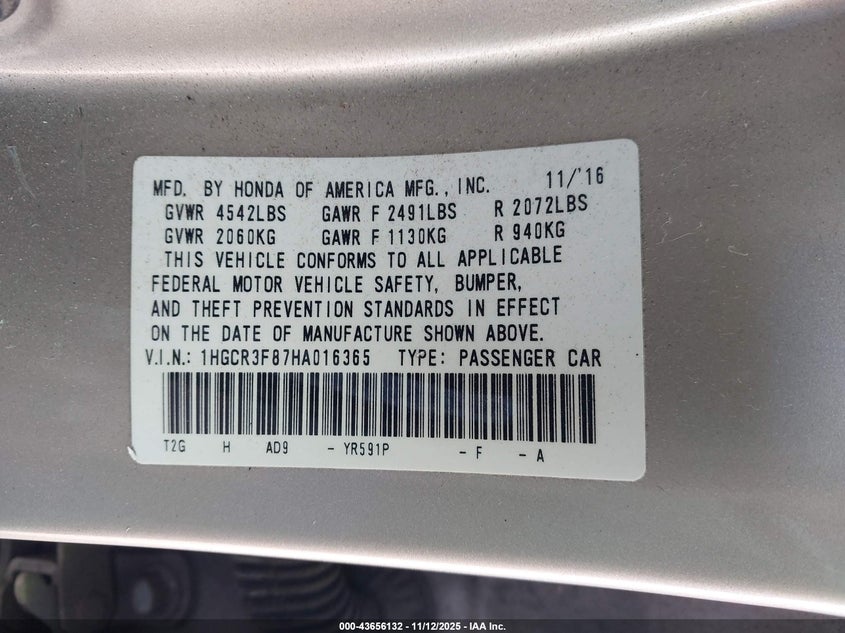 MFD. BY HONDA OF AMERICA MFG., INC. 11/'16
GVWR 4542LBS GAWR F 2491LBS R 2072LBS
GVWR 2060KG GAWR F 1130KG R 940KG
THIS VEHICLE CONFORMS TO ALL APPLICABLE
FEDERAL MOTOR VEHICLE SAFETY, BUMPER,
AND THEFT PREVENTION STANDARDS IN EFFECT
ON THE DATE OF MANUFACTURE SHOWN ABOVE.
V.I.N.: 1HGCR3F87HA016365 TYPE: PASSENGER CAR
T2G H AD9 - YR591P - F - A
000-43656132 - 11/12/2025 - IAA Inc.